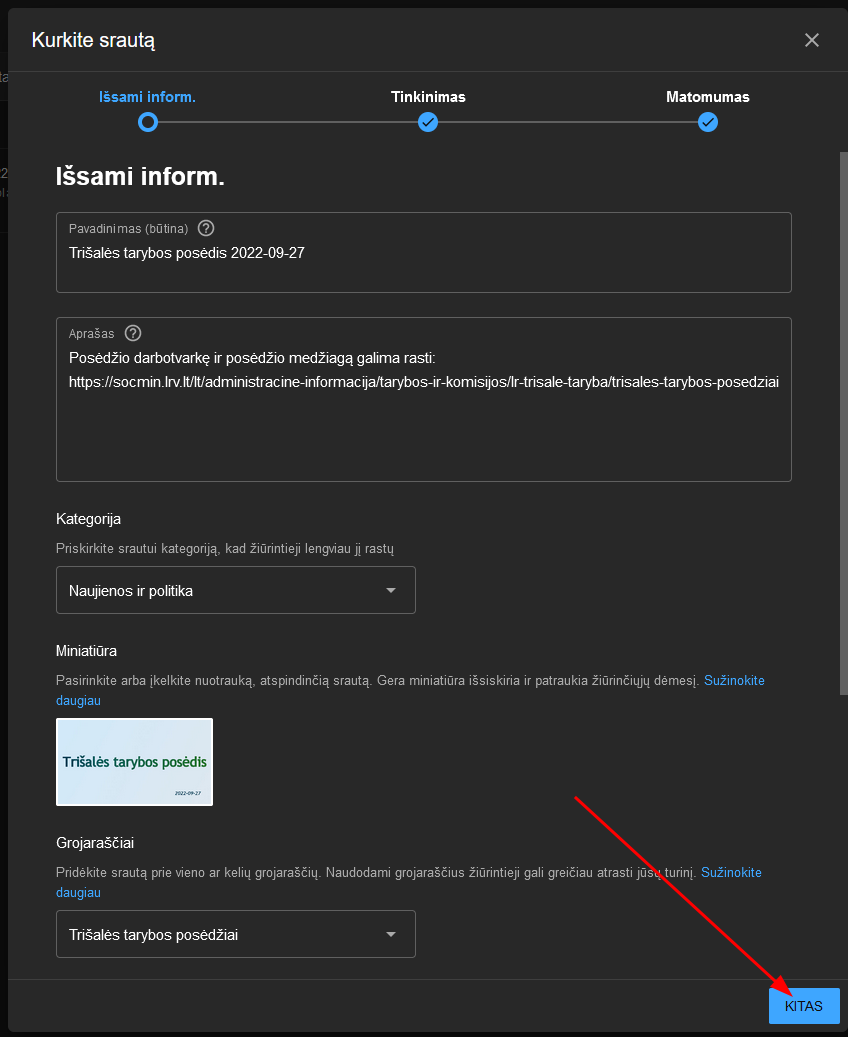 Kurkite srautą
Išsami inform.
Tinkinimas
Matomumas
Išsami inform.
Pavadinimas (būtina)
Trišalės tarybos posėdis 2022-09-27
Aprašas
Posėdžio darbotvarkę ir posėdžio medžiagą galima rasti:
https://socmin.lrv.lt/lt/administracine-informacija/tarybos-ir-komisijos/lr-trisale-taryba/trisales-tarybos-posedziai
Kategorija
Priskirkite srautui kategoriją, kad žiūrintieji lengviau jį rastų
Naujienos ir politika
Miniatiūra
Pasirinkite arba įkelkite nuotrauką, atspindinčią srautą. Gera miniatiūra išsiskiria ir patraukia žiūrinčiųjų dėmesį. Sužinokite
daugiau
Trišalės tarybos posėdis
2022-09-27
Grojaraščiai
Pridėkite srautą prie vieno ar kelių grojaraščių. Naudodami grojaraščius žiūrintieji gali greičiau atrasti jūsų turinį. Sužinokite
daugiau
Trišalės tarybos posėdžiai
KITAS